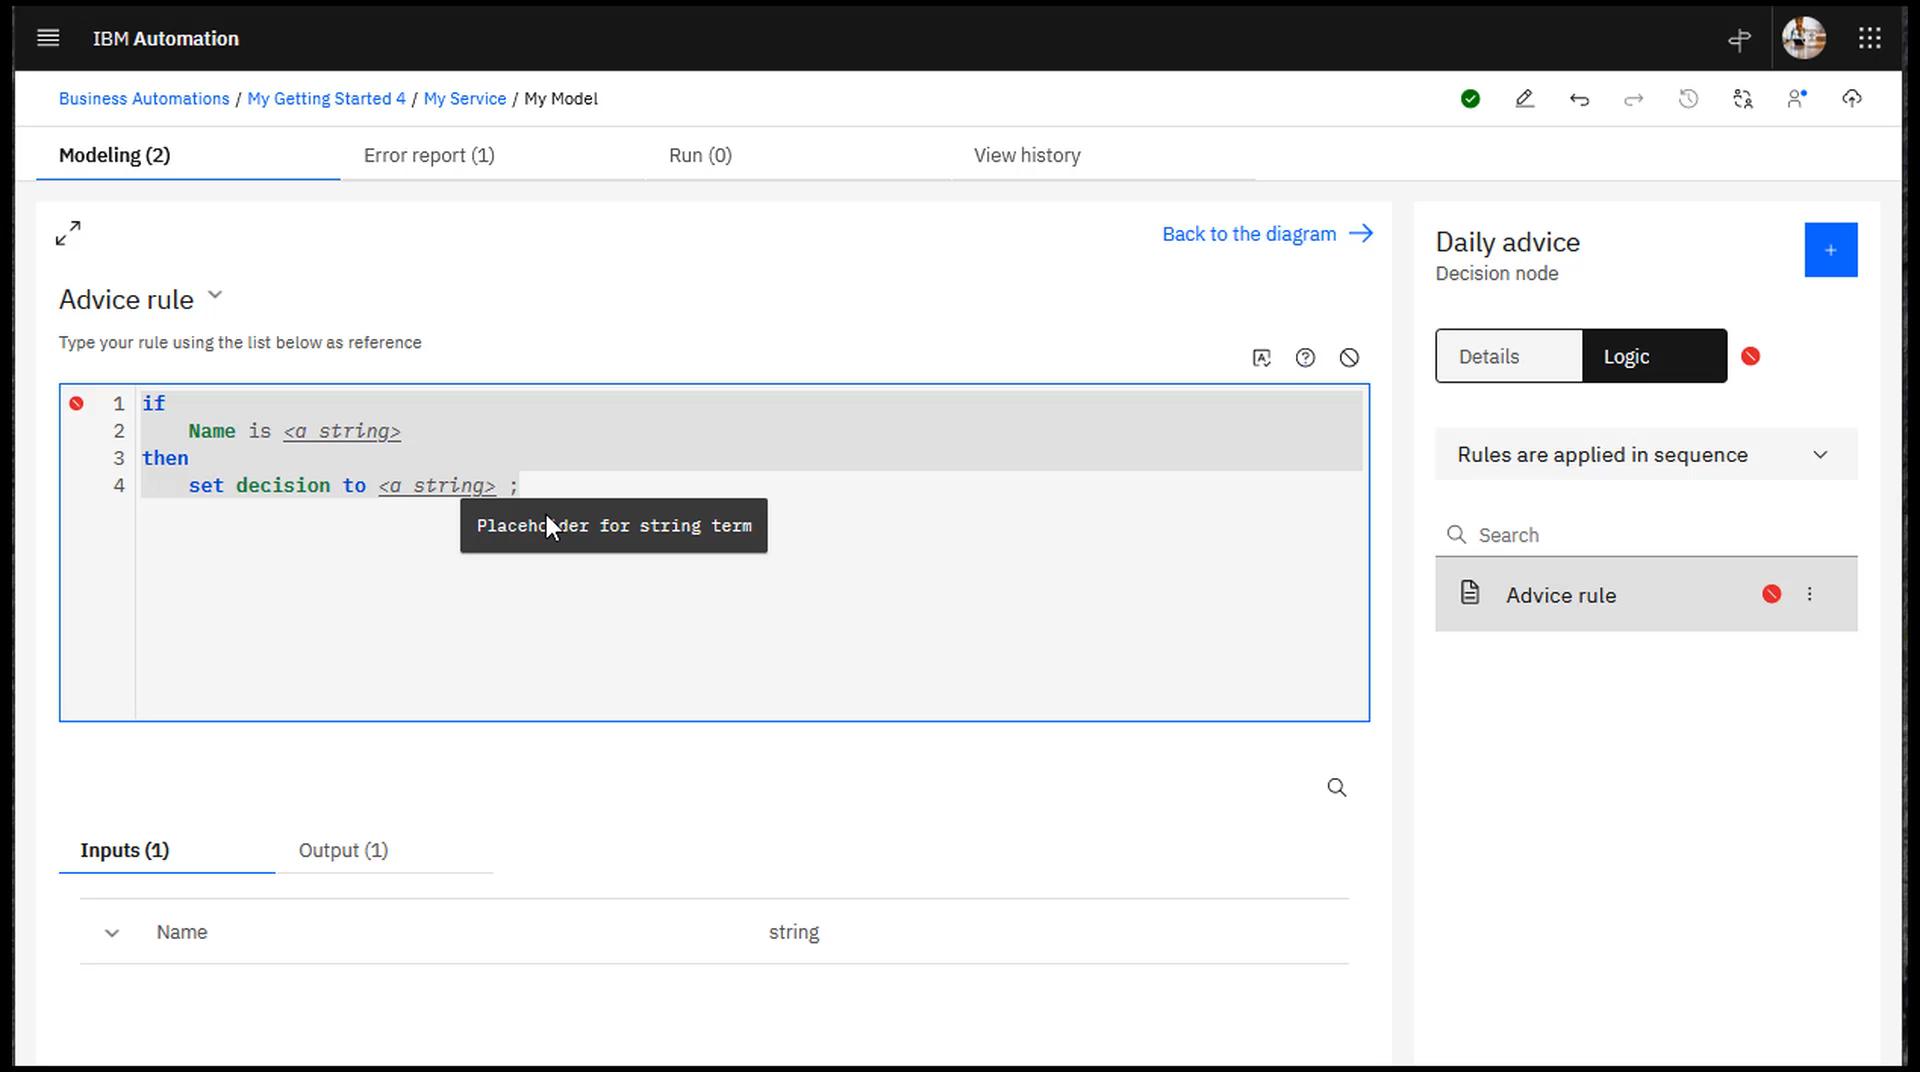 IBM Automation
Business Automations / My Getting Started 4 / My Service / My Model
Modeling (2)
Error report (1)
Run (0)
View history
Back to the diagram
Advice rule
Type your rule using the list below as reference
1 if
2 Name is <a string>
3 then
4 set decision to <a string> ;
Placeholder for string term
Inputs (1)
Output (1)
Name string
Daily advice
Decision node
+
Details
Logic
Rules are applied in sequence
Search
Advice rule